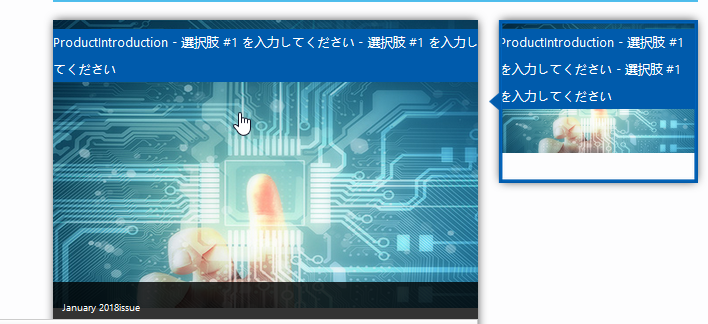 ProductIntroduction - 選択肢 #1 を入力してください - 選択肢 #1 を入力し
てください
January 2018issue
ProductIntroduction - 選択肢 #1
を入力してください - 選択肢 #1
を入力してください